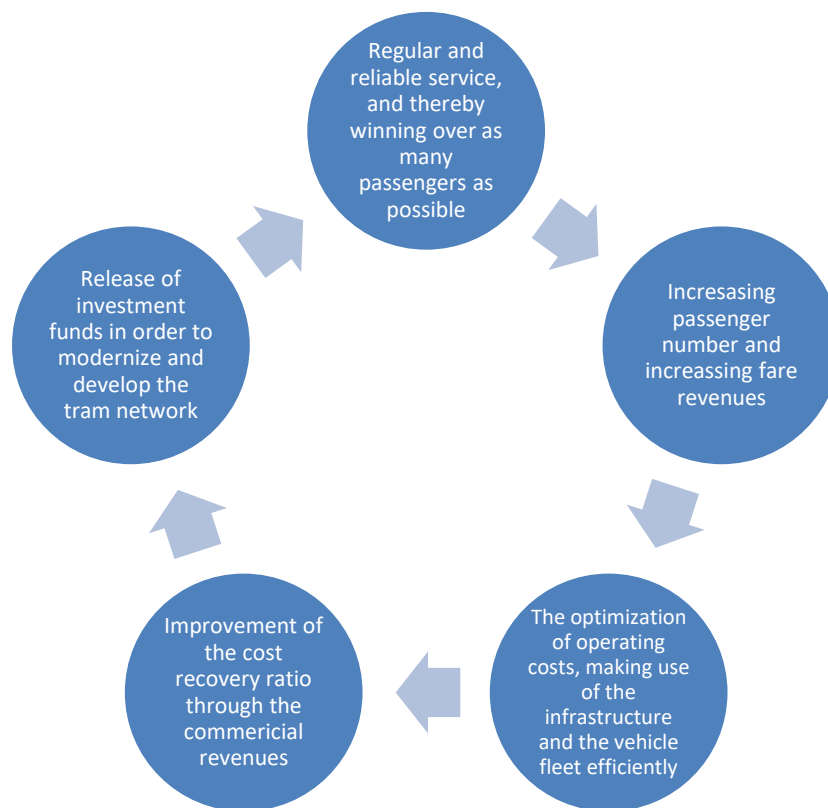 Regular and
reliable service,
and thereby
winning over as
many
passengers as
possible
Incresasing
passenger
number and
increassing fare
revenues
The optimization
of operating
costs, making use
of the
infrastructure
and the vehicle
fleet efficiently
Improvement of
the cost
recovery ratio
through the
commericial
revenues
Release of
investment
funds in order to
modernize and
develop the
tram network